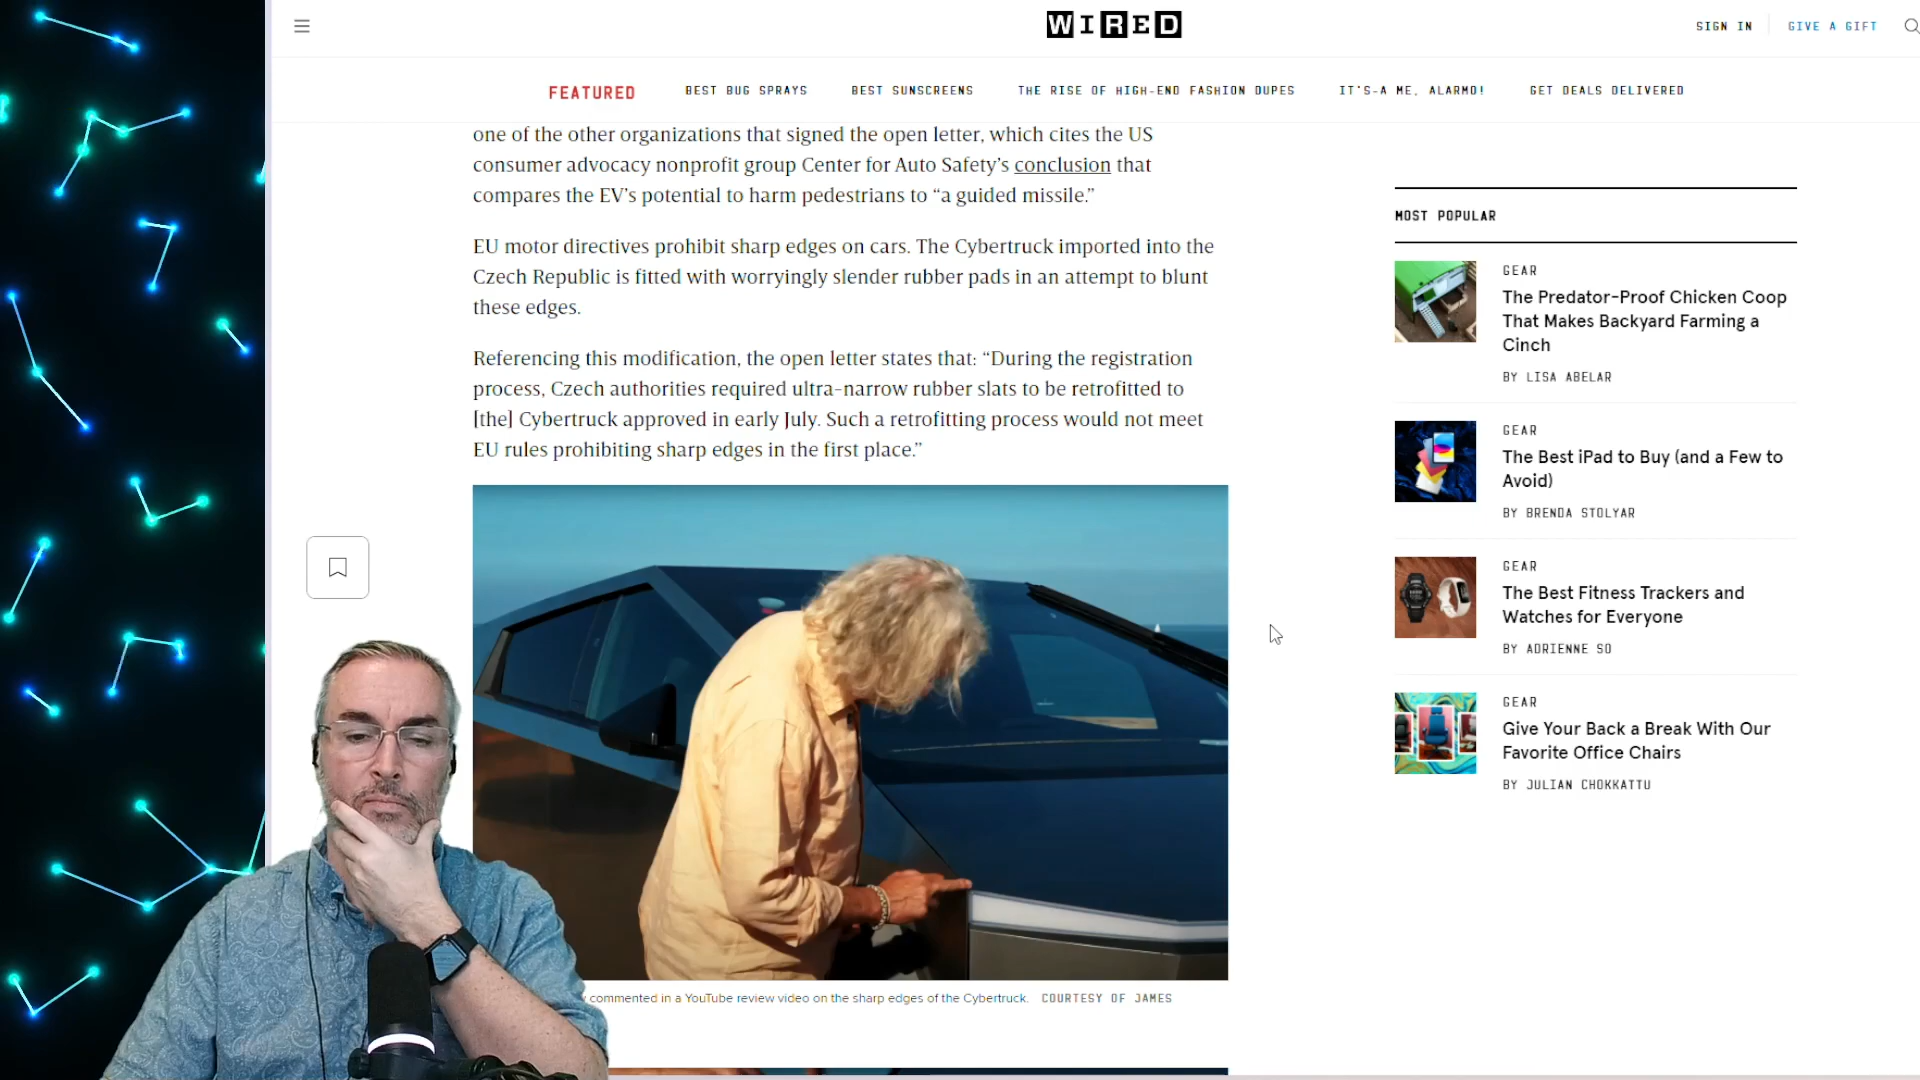 WIRED
SIGN IN
GIVE A GIFT
FEATURED
BEST BUG SPRAYS
BEST SUNSCREENS
THE RISE OF HIGH-END FASHION DUPES
IT'S-A ME, ALARMO!
GET DEALS DELIVERED
one of the other organizations that signed the open letter, which cites the US
consumer advocacy nonprofit group Center for Auto Safety’s conclusion that
compares the EV’s potential to harm pedestrians to “a guided missile.”
EU motor directives prohibit sharp edges on cars. The Cybertruck imported into the
Czech Republic is fitted with worryingly slender rubber pads in an attempt to blunt
these edges.
Referencing this modification, the open letter states that: “During the registration
process, Czech authorities required ultra-narrow rubber slats to be retrofitted to
[the] Cybertruck approved in early July. Such a retrofitting process would not meet
EU rules prohibiting sharp edges in the first place.”
commented in a YouTube review video on the sharp edges of the Cybertruck. COURTESY OF JAMES
MOST POPULAR
GEAR
The Predator-Proof Chicken Coop
That Makes Backyard Farming a
Cinch
BY LISA ABELAR
GEAR
The Best iPad to Buy (and a Few to
Avoid)
BY BRENDA STOLYAR
GEAR
The Best Fitness Trackers and
Watches for Everyone
BY ADRIENNE SO
GEAR
Give Your Back a Break With Our
Favorite Office Chairs
BY JULIAN CHOKKATTU